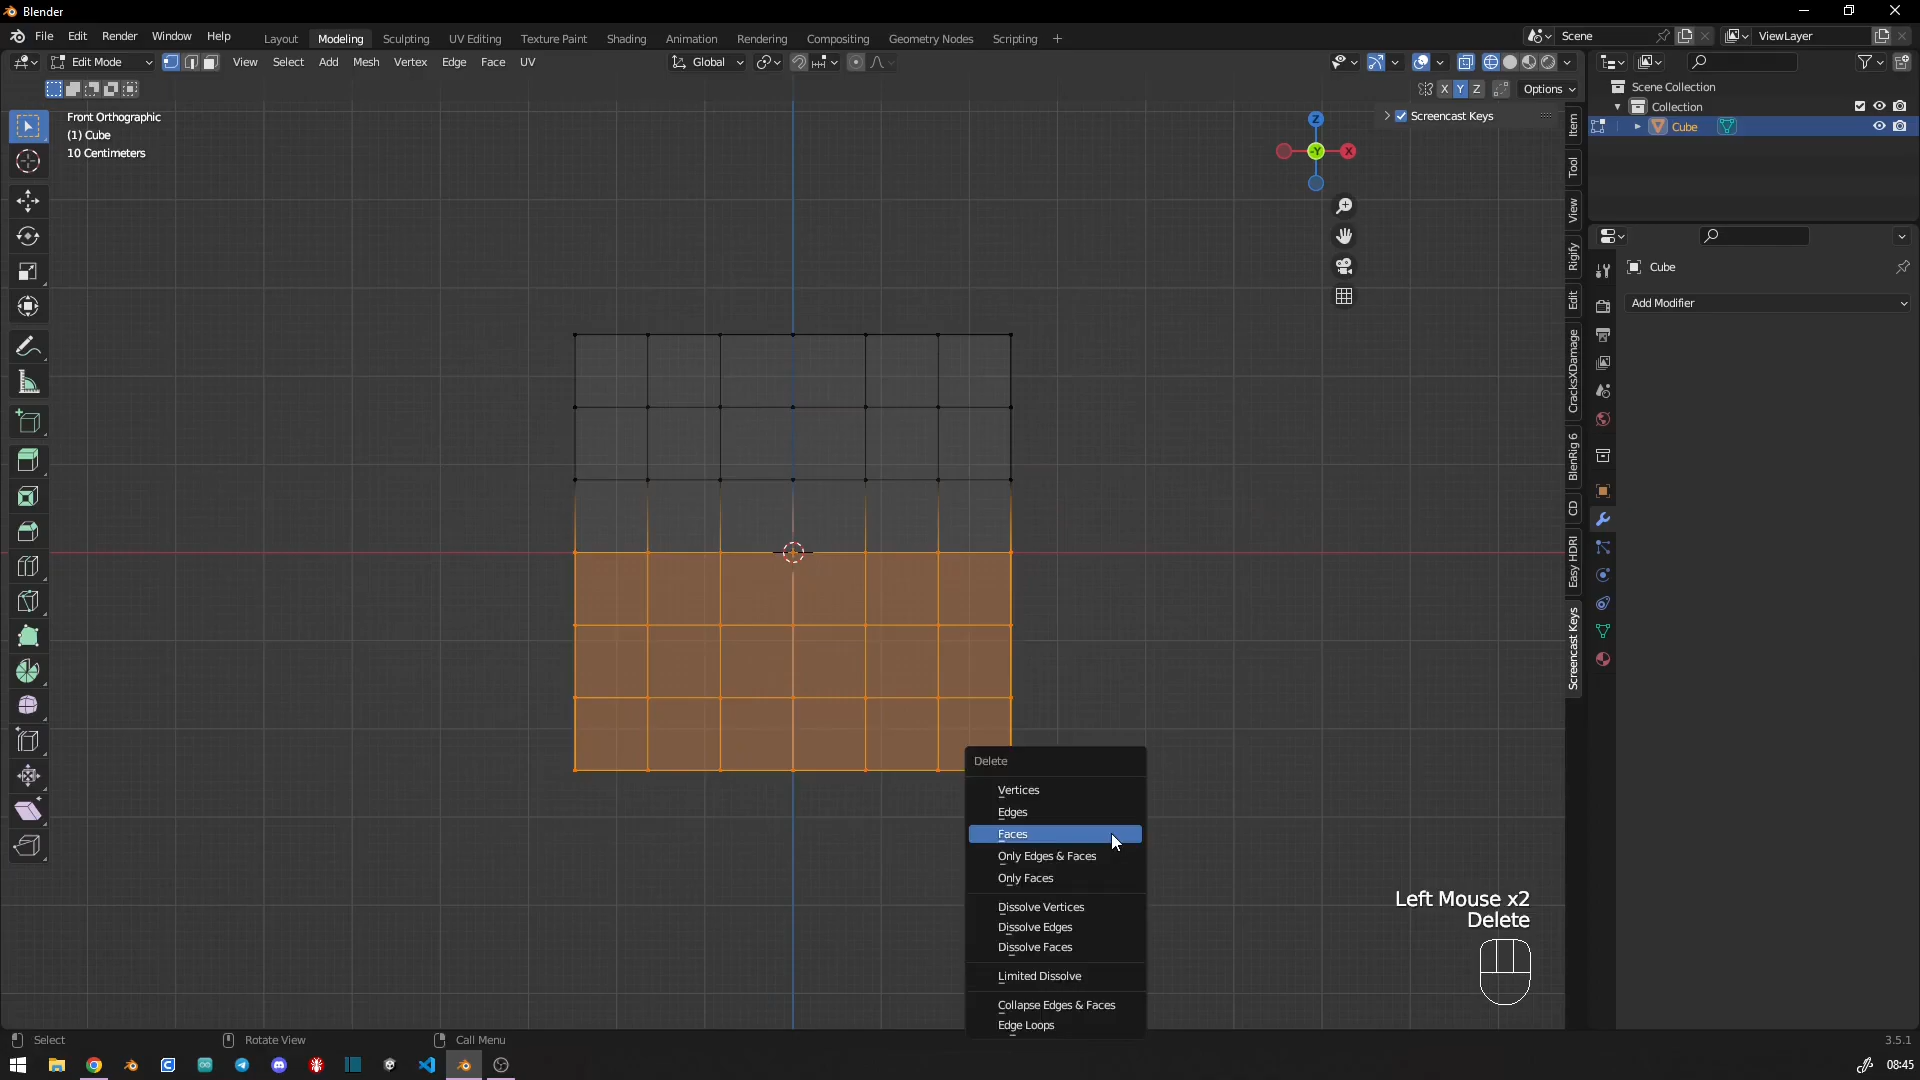 Blender
File Edit Render Window Help
Layout Modeling Sculpting UV Editing Texture Paint Shading Animation Rendering Compositing Geometry Nodes Scripting +
Scene
ViewLayer
Edit Mode
View Select Add Mesh Vertex Edge Face UV
Global
X Y Z
Options
Front Orthographic
(1) Cube
10 Centimeters
Screencast Keys
Z
-Y
X
Item
Tool
View
Rigify
Edit
CracksXDamage
BlenRig 6
CD
Easy HDRI
Screencast Keys
Scene Collection
Collection
Cube
Cube
Add Modifier
Delete
Vertices
Edges
Faces
Only Edges & Faces
Only Faces
Dissolve Vertices
Dissolve Edges
Dissolve Faces
Limited Dissolve
Collapse Edges & Faces
Edge Loops
Left Mouse x2
Delete
Select
Rotate View
Call Menu
3.5.1
08:45